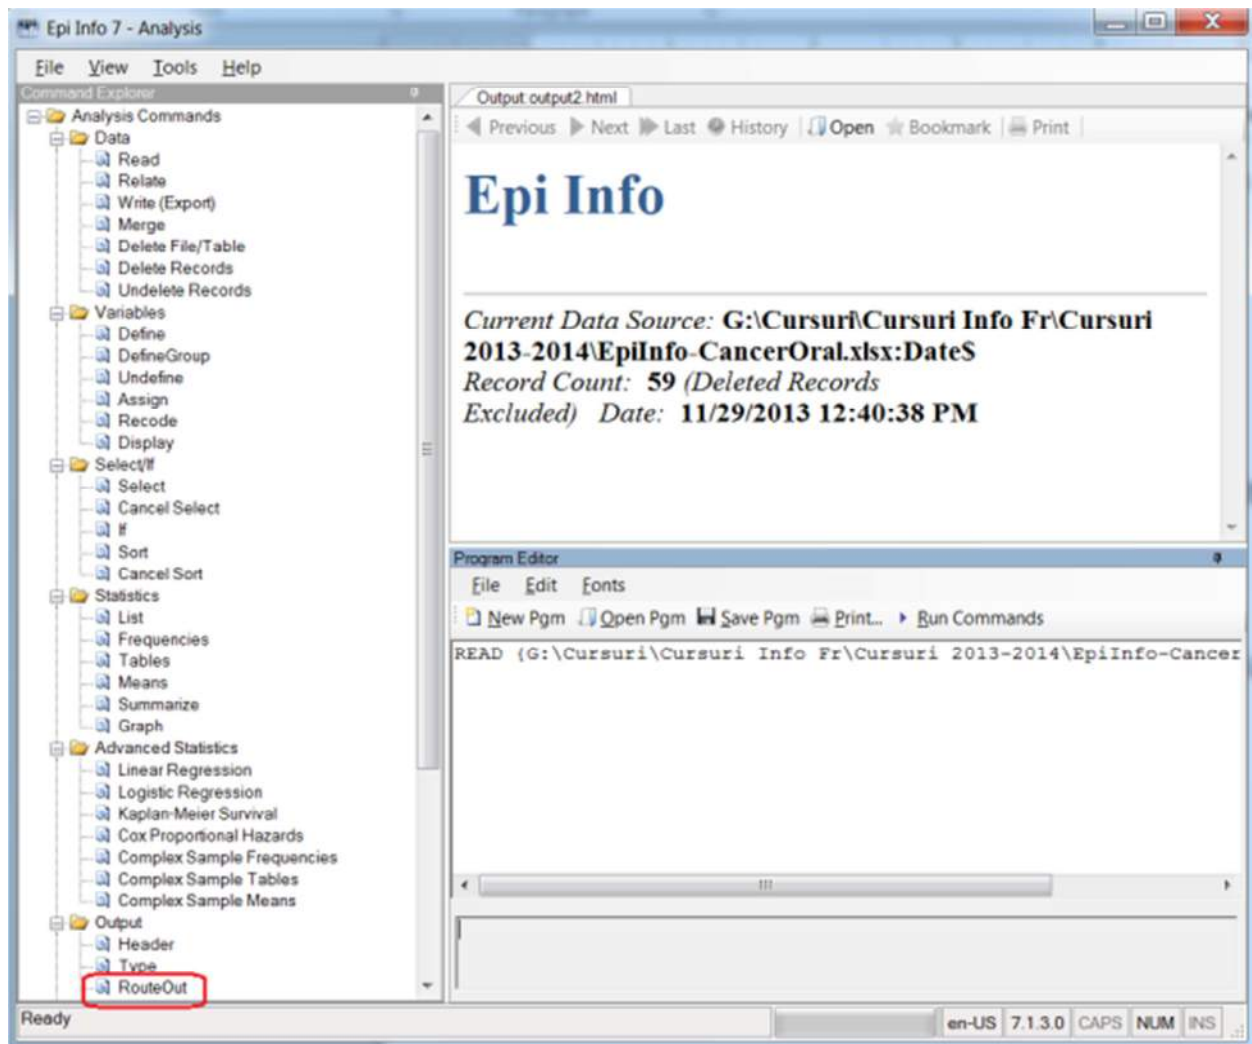 Epi Info 7 - Analysis
File View Tools Help
Command Explorer
Analysis Commands
Data
Read
Relate
Write (Export)
Merge
Delete File/Table
Delete Records
Undelete Records
Variables
Define
DefineGroup
Undefine
Assign
Recode
Display
Select/If
Select
Cancel Select
If
Sort
Cancel Sort
Statistics
List
Frequencies
Tables
Means
Summarize
Graph
Advanced Statistics
Linear Regression
Logistic Regression
Kaplan-Meier Survival
Cox Proportional Hazards
Complex Sample Frequencies
Complex Sample Tables
Complex Sample Means
Output
Header
Type
RouteOut
Output output2.html
Previous Next Last History Open Bookmark Print
Epi Info
Current Data Source: G:\Cursuri\Cursuri Info Fr\Cursuri
2013-2014\EpiInfo-CancerOral.xlsx:Date$
Record Count: 59 (Deleted Records
Excluded) Date: 11/29/2013 12:40:38 PM
Program Editor
File Edit Fonts
New Pgm Open Pgm Save Pgm Print... Run Commands
READ {G:\Cursuri\Cursuri Info Fr\Cursuri 2013-2014\EpiInfo-Cancer
Ready en-US 7.1.3.0 CAPS NUM INS